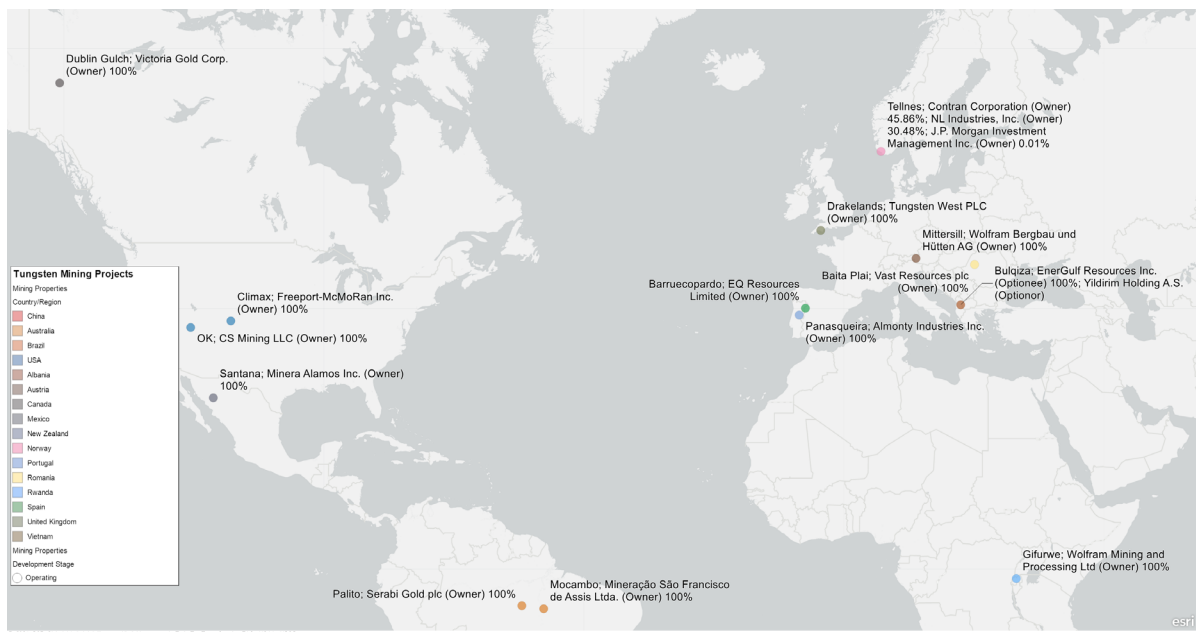 Dublin Gulch; Victoria Gold Corp.
(Owner) 100%
Tellnes; Contran Corporation (Owner)
45.86%; NL Industries, Inc. (Owner)
30.48%; J.P. Morgan Investment
Management Inc. (Owner) 0.01%
Drakelands; Tungsten West PLC
(Owner) 100%
Mittersill; Wolfram Bergbau und
Hütten AG (Owner) 100%
Baita Plai; Vast Resources plc
(Owner) 100%
Bulqiza; EnerGulf Resources Inc.
(Optionee) 100%; Yildirim Holding A.S.
(Optionor)
Barruecopardo; EQ Resources
Limited (Owner) 100%
Panasqueira; Almonty Industries Inc.
(Owner) 100%
Climax; Freeport-McMoRan Inc.
(Owner) 100%
OK; CS Mining LLC (Owner) 100%
Santana; Minera Alamos Inc. (Owner)
100%
Tungsten Mining Projects
Mining Properties
Country/Region
China
Australia
Brazil
USA
Albania
Austria
Canada
Mexico
New Zealand
Norway
Portugal
Romania
Rwanda
Spain
United Kingdom
Vietnam
Mining Properties
Development Stage
Operating
Gifurwe; Wolfram Mining and
Processing Ltd (Owner) 100%
Palito; Serabi Gold plc (Owner) 100%
Mocambo; Mineração São Francisco
de Assis Ltda. (Owner) 100%
esri